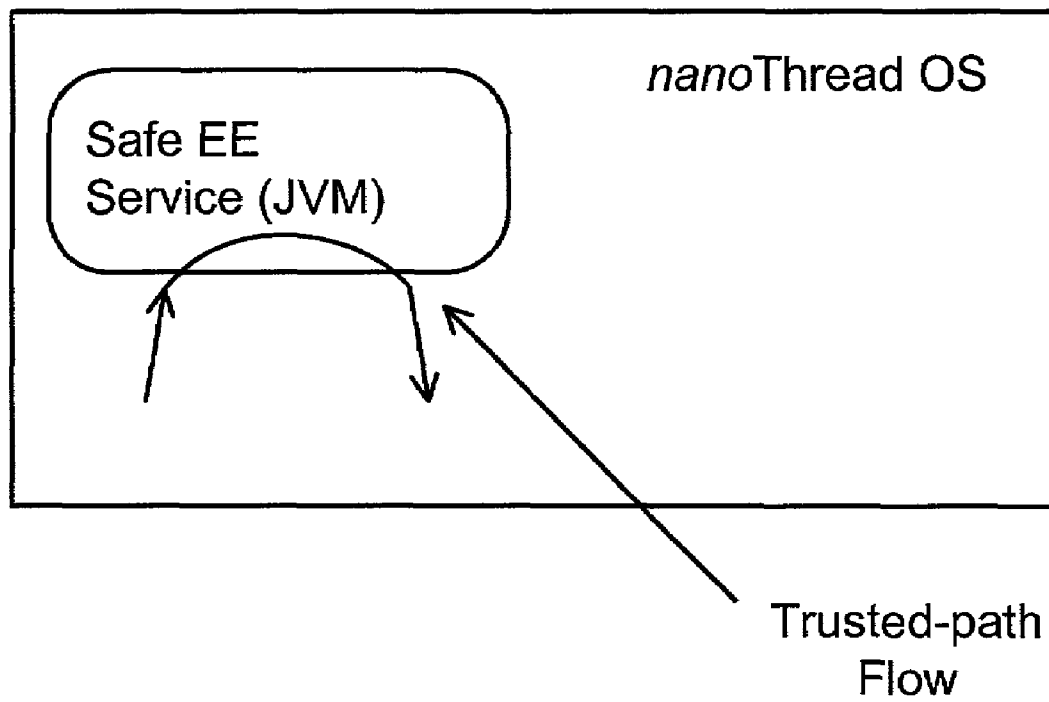 nanoThread OS
Safe EE
Service (JVM)
Trusted-path
Flow